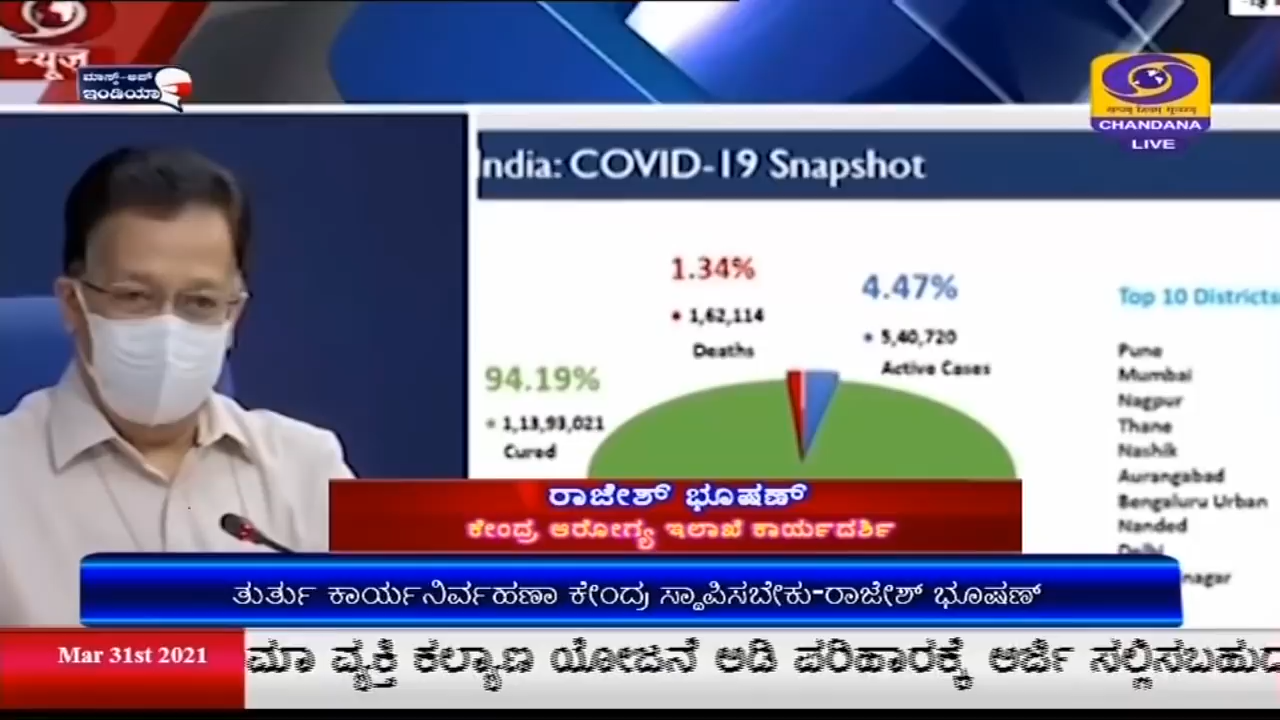 ನ್ಯೂಸ್
ಮಾಸ್ಕ್-ಅಪ್
ಇಂಡಿಯಾ
CHANDANA
LIVE
India: COVID-19 Snapshot
1.34%
1,62,114
Deaths
4.47%
5,40,720
Active Cases
94.19%
1,13,93,021
Cured
Top 10 Districts
Pune
Mumbai
Nagpur
Thane
Nashik
Aurangabad
Bengaluru Urban
Nanded
Delhi
nagar
ರಾಜೇಶ್ ಭೂಷಣ್
ಕೇಂದ್ರ ಆರೋಗ್ಯ ಇಲಾಖೆ ಕಾರ್ಯದರ್ಶಿ
ತುರ್ತು ಕಾರ್ಯನಿರ್ವಹಣಾ ಕೇಂದ್ರ ಸ್ಥಾಪಿಸಬೇಕು-ರಾಜೇಶ್ ಭೂಷಣ್
Mar 31st 2021
ಮಾ ವ್ಯಕ್ತಿ ಕಲ್ಯಾಣ ಯೋಜನೆ ಅಡಿ ಪರಿಹಾರಕ್ಕೆ ಅರ್ಜಿ ಸಲ್ಲಿಸಬಹುದ